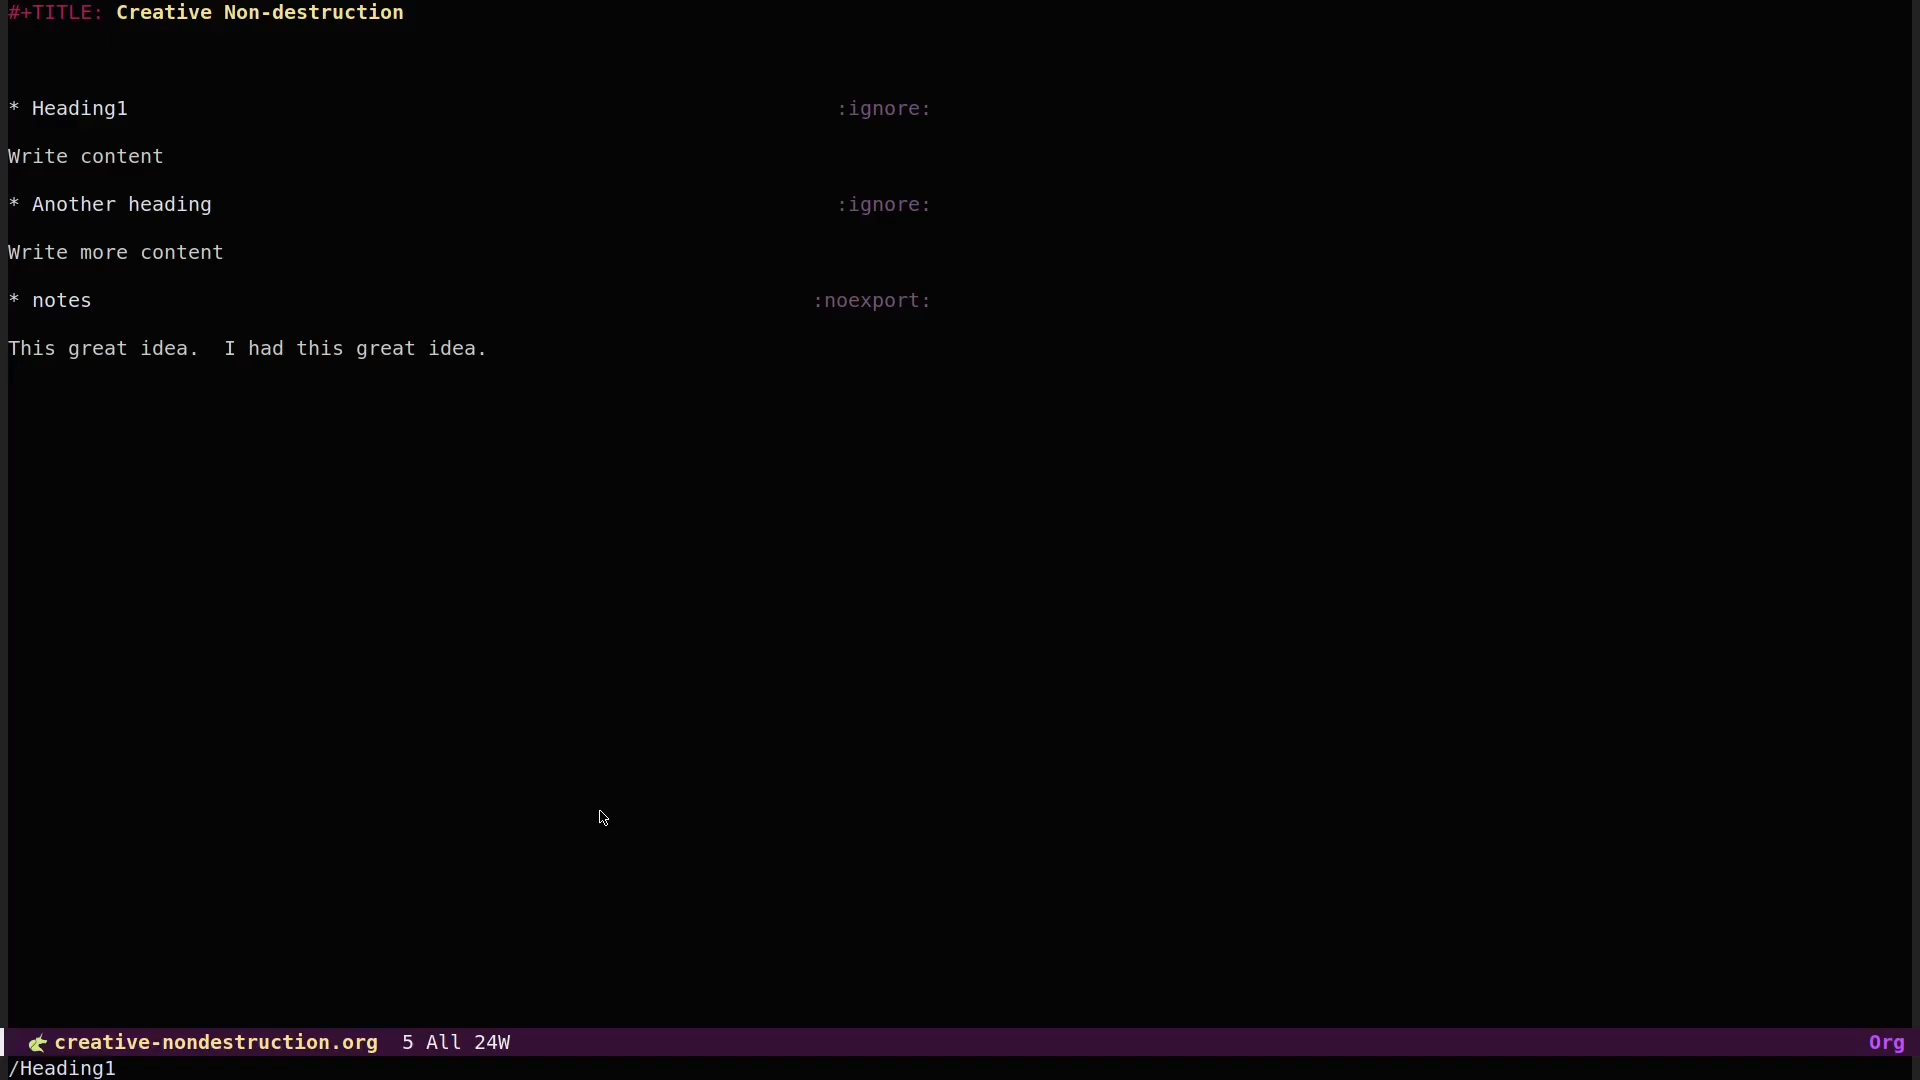 #+TITLE: Creative Non-destruction
* Heading1 :ignore:
Write content
* Another heading :ignore:
Write more content
* notes :noexport:
This great idea.  I had this great idea.
creative-nondestruction.org  5 All 24W Org
/Heading1